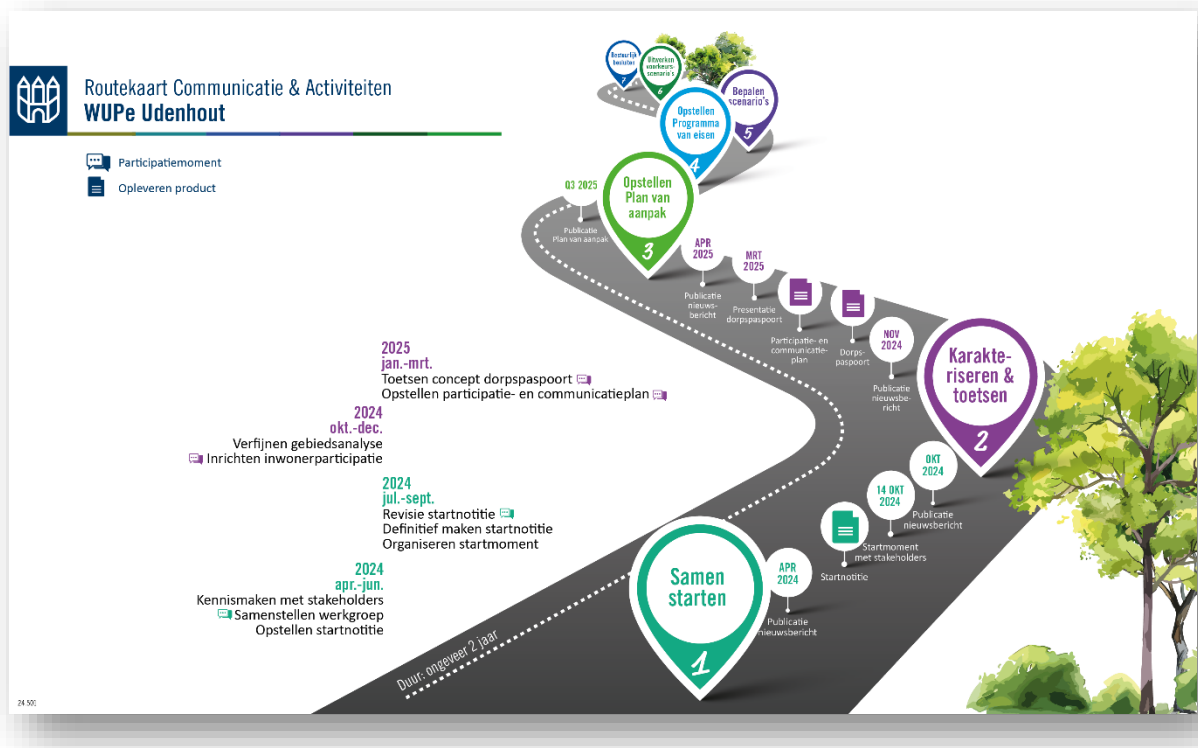 Routekaart Communicatie & Activiteiten
WUPe Udenhout
Participatiemoment
Opleveren product
Bestuurlijk
besluiten
7
Uitwerken
voorkeurs-
scenario's
6
Bepalen
scenario's
5
Opstellen
Programma
van eisen
4
Opstellen
Plan van
aanpak
3
Q3 2025
Publicatie
Plan van aanpak
APR
2025
Publicatie
nieuws-
bericht
MRT
2025
Presentatie
dorpspaspoort
Participatie- en
communicatie-
plan
Dorps-
paspoort
NOV
2024
Publicatie
nieuwsbe-
richt
Karakte-
riseren &
toetsen
2
OKT
2024
Publicatie
nieuwsbericht
14 OKT
2024
Startmoment
met stakeholders
Startnotitie
APR
2024
Publicatie
nieuwsbericht
Samen
starten
1
Duur: ongeveer 2 jaar
2025
jan.-mrt.
Toetsen concept dorpspaspoort
Opstellen participatie- en communicatieplan
2024
okt.-dec.
Verfijnen gebiedsanalyse
Inrichten inwonerparticipatie
2024
jul.-sept.
Revisie startnotitie
Definitief maken startnotitie
Organiseren startmoment
2024
apr.-jun.
Kennismaken met stakeholders
Samenstellen werkgroep
Opstellen startnotitie
24 501